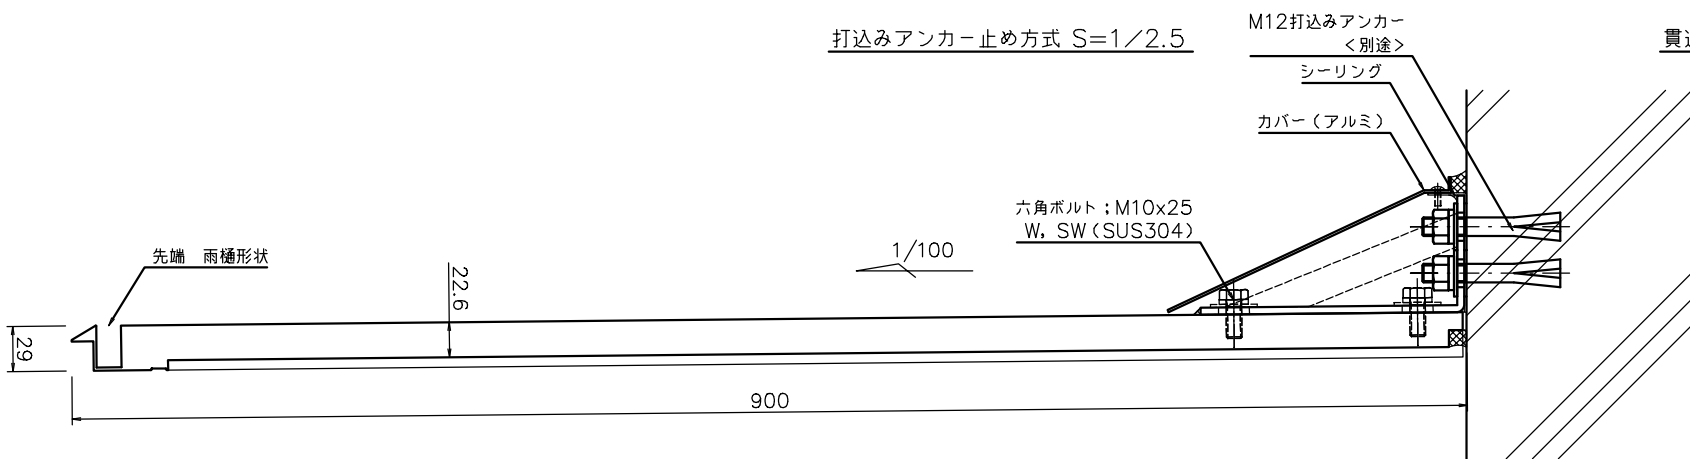 打込みアンカー止め方式 S=1/2.5
M12打込みアンカー
<別途>
貫
シーリング
カバー(アルミ)
六角ボルト;M10x25
W, SW(SUS304)
先端 雨樋形状
1/100
22.6
29
900